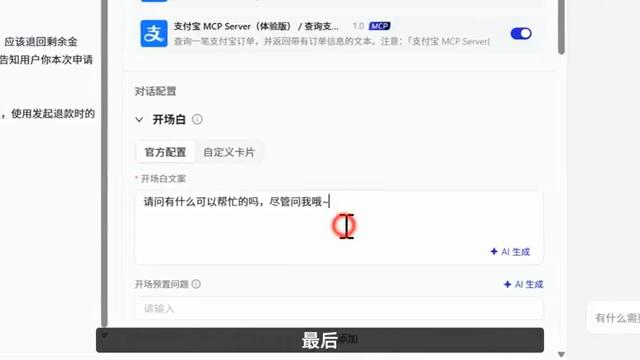 应该退回剩余金
告知用户你本次申请
,使用发起退款时的
支付宝 MCP Server（体验版）/ 查询支... 1.0 MCP
查询一笔支付宝订单，并返回带有订单信息的文本。注意：「支付宝 MCP Server(
对话配置
开场白
官方配置 自定义卡片
* 开场白文案
请问有什么可以帮忙的吗，尽管问我哦~
AI 生成
开场预置问题
AI 生成
请输入
有什么需
最后
添加